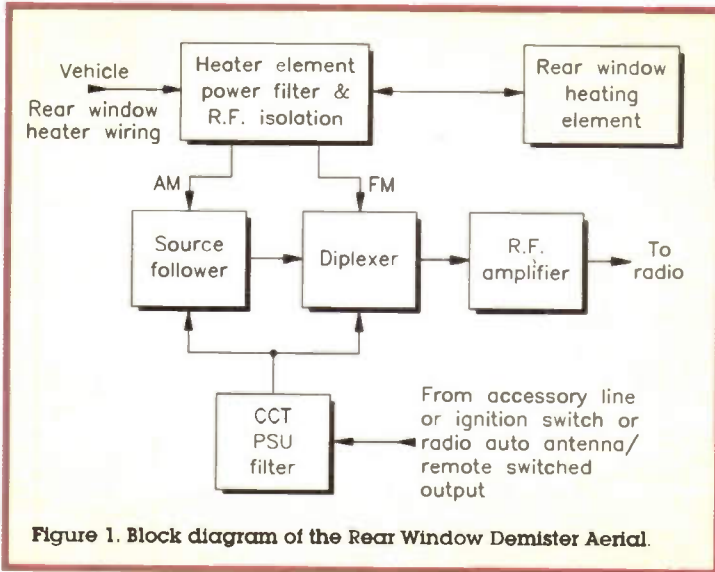 Vehicle
Rear window
heater wiring
Heater element
power filter &
R.F. isolation
Rear window
heating
element
AM
FM
Source
follower
Diplexer
R.F.
amplifier
To
radio
CCT
PSU
filter
From accessory line
or ignition switch or
radio auto antenna/
remote switched
output
Figure 1. Block diagram of the Rear Window Demister Aerial.